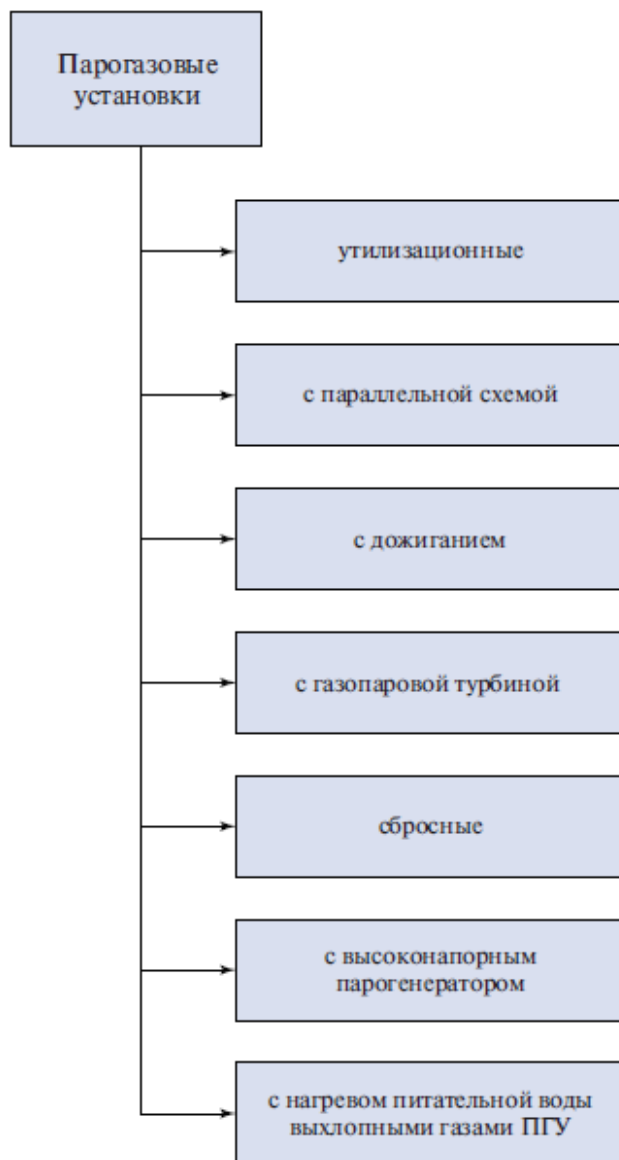 Парогазовые
установки
утилизационные
с параллельной схемой
с дожиганием
с газопаровой турбиной
сбросные
с высоконапорным
парогенератором
с нагревом питательной воды
выхлопными газами ПГУ